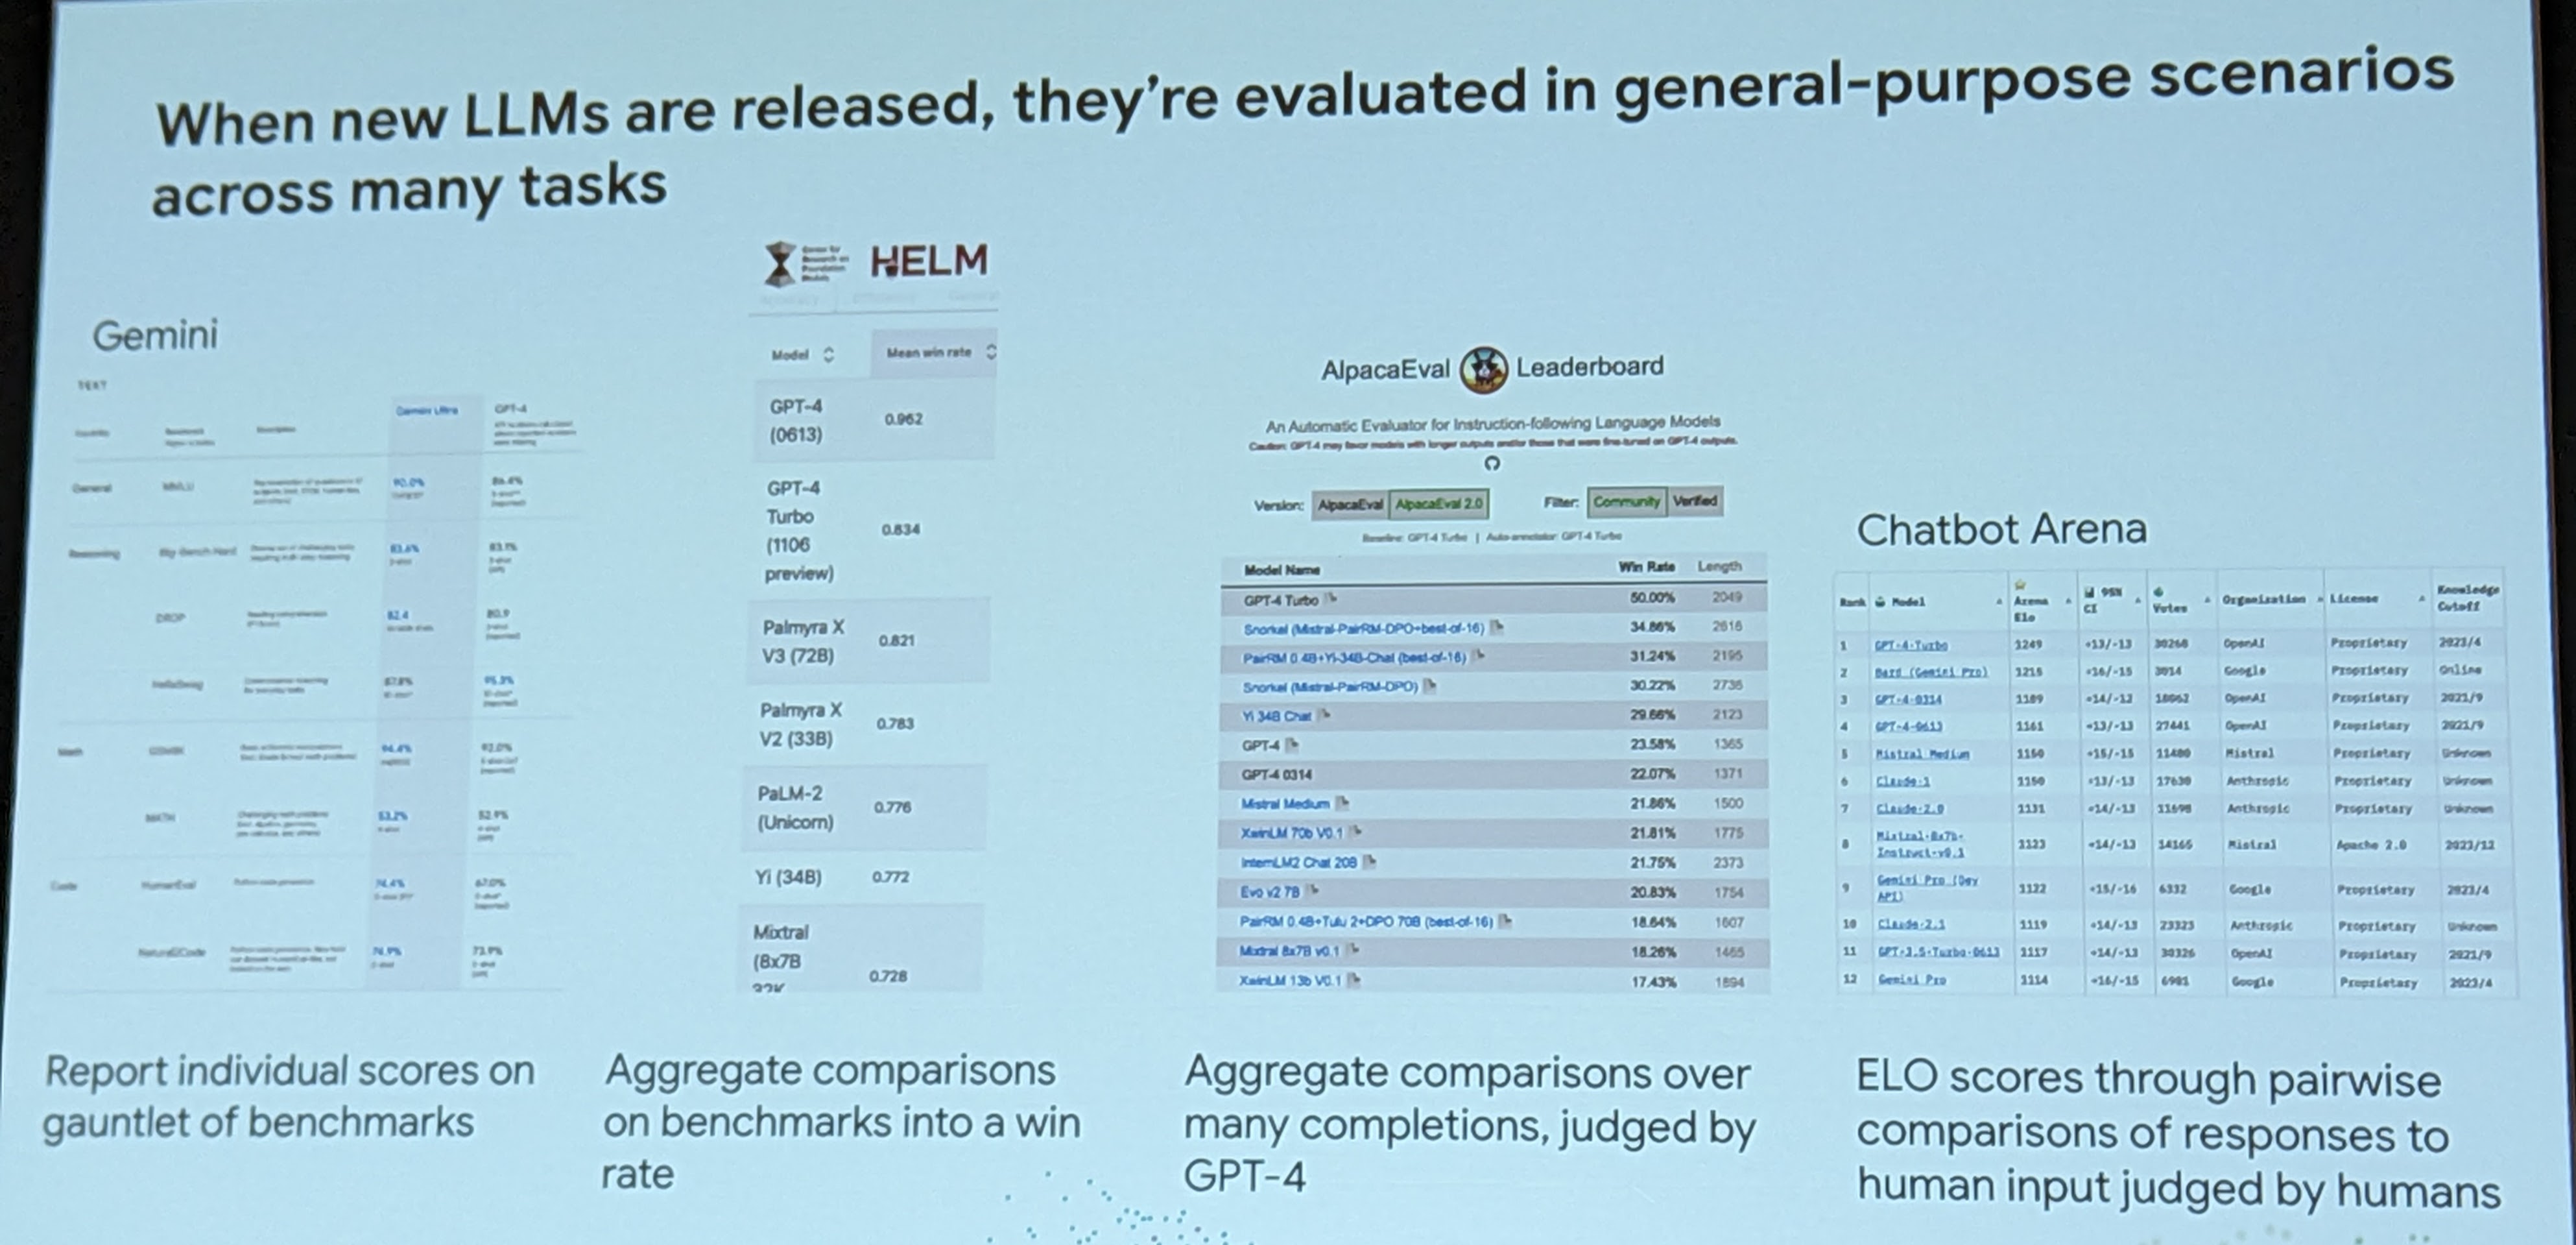 When new LLMs are released, they're evaluated in general-purpose scenarios
across many tasks
Gemini
TEXT
Gemini Ultra
GPT-4
General
MMLU
90.0%
86.4%
Reasoning
Big-Bench Hard
83.6%
83.1%
DROP
82.4
80.9
HellaSwag
87.8%
95.3%
Math
GSM8K
94.4%
92.0%
MATH
53.2%
52.9%
Code
HumanEval
74.4%
67.0%
Natural2Code
74.9%
73.9%
Report individual scores on
gauntlet of benchmarks
Center for
Research on
Foundation
Models
HELM
Model
Mean win rate
GPT-4
(0613)
0.962
GPT-4
Turbo
(1106
preview)
0.834
Palmyra X
V3 (72B)
0.821
Palmyra X
V2 (33B)
0.783
PaLM-2
(Unicorn)
0.776
Yi (34B)
0.772
Mixtral
(8x7B
32K
0.728
Aggregate comparisons
on benchmarks into a win
rate
AlpacaEval Leaderboard
An Automatic Evaluator for Instruction-following Language Models
Caution: GPT-4 may favor models with longer outputs and/or those that were fine-tuned on GPT-4 outputs.
Version: AlpacaEval AlpacaEval 2.0 Filter: Community Verified
Baseline: GPT-4 Turbo | Auto-annotator: GPT-4 Turbo
Model Name Win Rate Length
GPT-4 Turbo 50.00% 2049
Snorkel (Mistral-PairRM-DPO+best-of-16) 34.86% 2616
PairRM 0.4B+Yi-34B-Chat (best-of-16) 31.24% 2195
Snorkel (Mistral-PairRM-DPO) 30.22% 2736
Yi 34B Chat 29.66% 2123
GPT-4 23.58% 1365
GPT-4 0314 22.07% 1371
Mistral Medium 21.86% 1500
XwinLM 70b V0.1 21.81% 1775
InternLM2 Chat 20B 21.75% 2373
Evo v2 7B 20.83% 1754
PairRM 0.4B+Tulu 2+DPO 70B (best-of-16) 18.64% 1607
Mixtral 8x7B v0.1 18.26% 1465
XwinLM 13b V0.1 17.43% 1894
Aggregate comparisons over
many completions, judged by
GPT-4
Chatbot Arena
Rank Model Arena Elo 95% CI Votes Organization License Knowledge Cutoff
1 GPT-4-Turbo 1249 +13/-13 30268 OpenAI Proprietary 2023/4
2 Bard (Gemini Pro) 1215 +16/-15 3014 Google Proprietary Online
3 GPT-4-0314 1189 +14/-12 18062 OpenAI Proprietary 2021/9
4 GPT-4-0613 1161 +13/-13 27441 OpenAI Proprietary 2021/9
5 Mistral Medium 1150 +15/-15 11480 Mistral Proprietary Unknown
6 Claude-1 1150 +13/-13 17630 Anthropic Proprietary Unknown
7 Claude-2.0 1131 +14/-13 11698 Anthropic Proprietary Unknown
8 Mixtral-8x7b-Instruct-v0.1 1123 +14/-13 14165 Mistral Apache 2.0 2023/12
9 Gemini Pro (Dev API) 1122 +15/-16 6332 Google Proprietary 2023/4
10 Claude-2.1 1119 +14/-13 23323 Anthropic Proprietary Unknown
11 GPT-3.5-Turbo-0613 1117 +14/-13 30326 OpenAI Proprietary 2021/9
12 Gemini Pro 1114 +16/-15 6981 Google Proprietary 2023/4
ELO scores through pairwise
comparisons of responses to
human input judged by humans